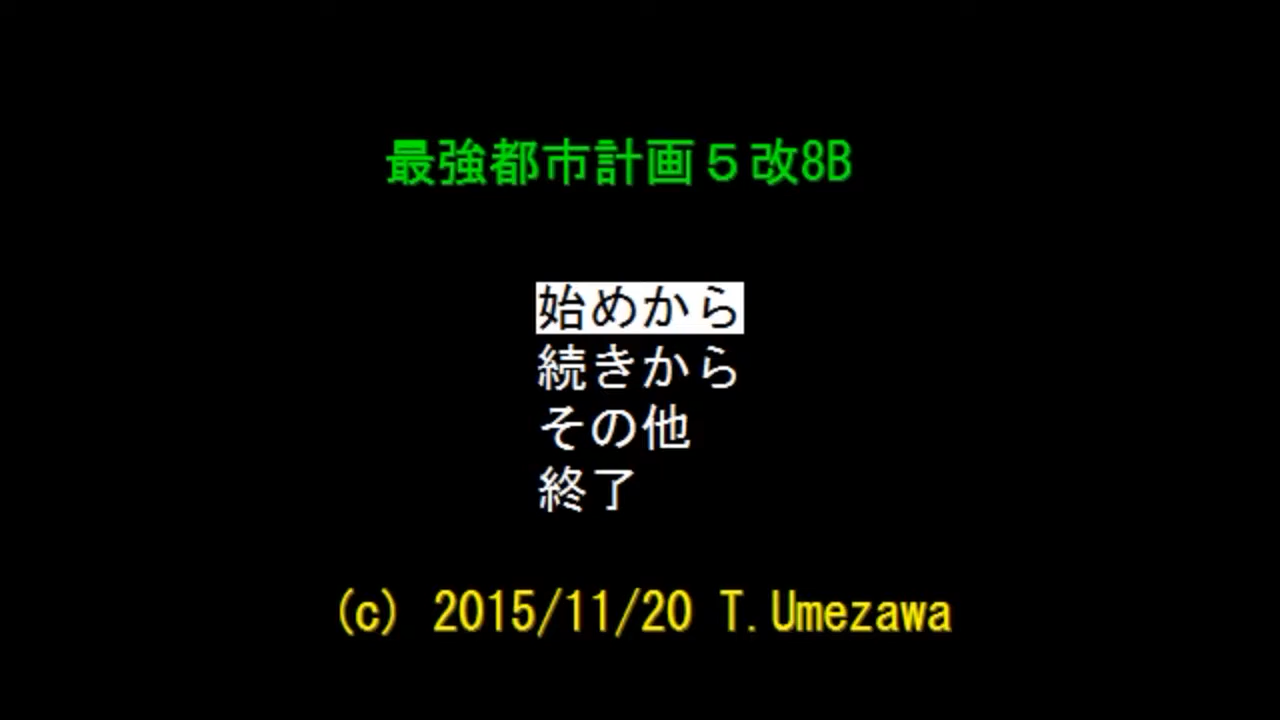 最強都市計画５改8B
始めから
続きから
その他
終了
(c) 2015/11/20 T.Umezawa